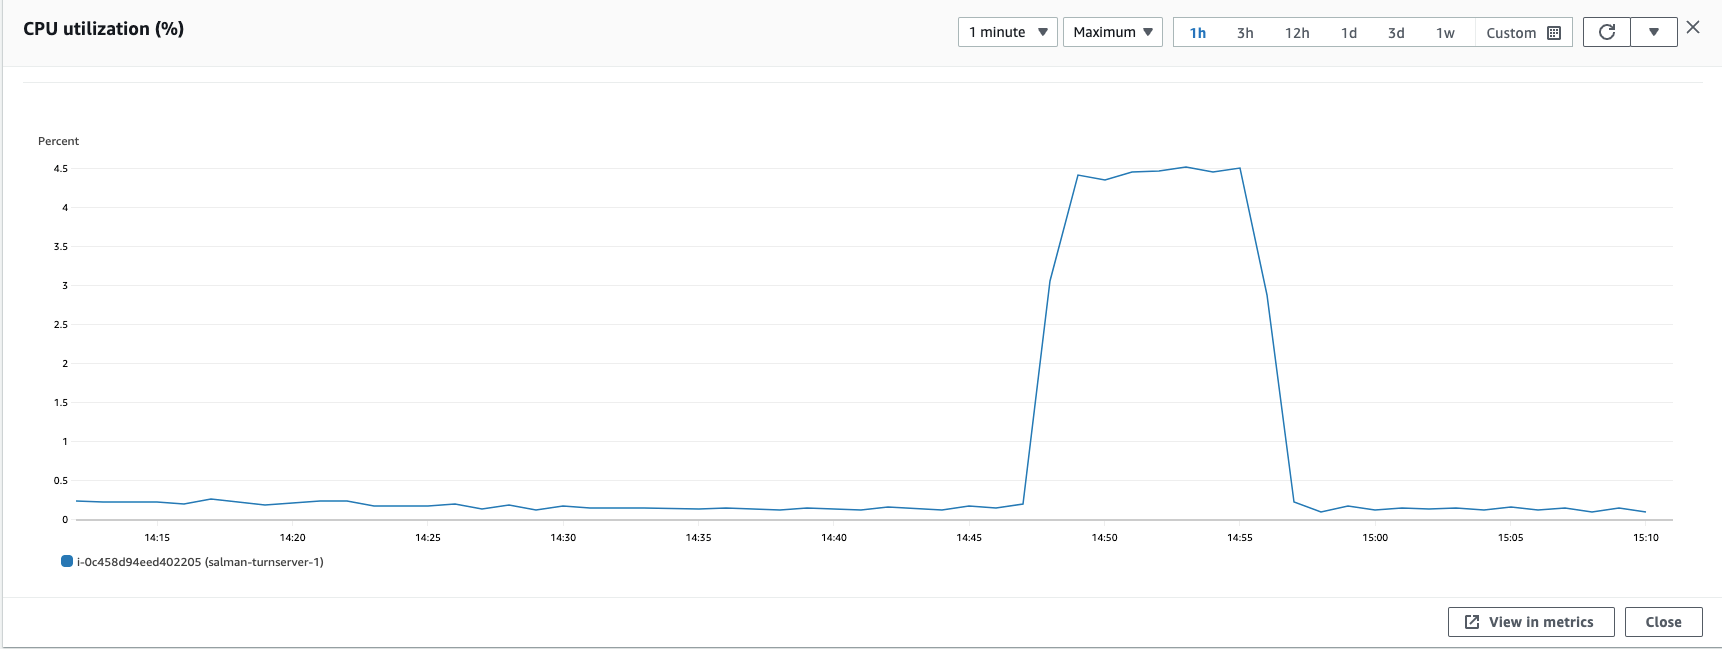 CPU utilization (%)
1 minute Maximum 1h 3h 12h 1d 3d 1w Custom
Percent
4.5
4
3.5
3
2.5
2
1.5
1
0.5
0
14:15 14:20 14:25 14:30 14:35 14:40 14:45 14:50 14:55 15:00 15:05 15:10
i-0c458d94eed402205 (salman-turnserver-1)
View in metrics Close